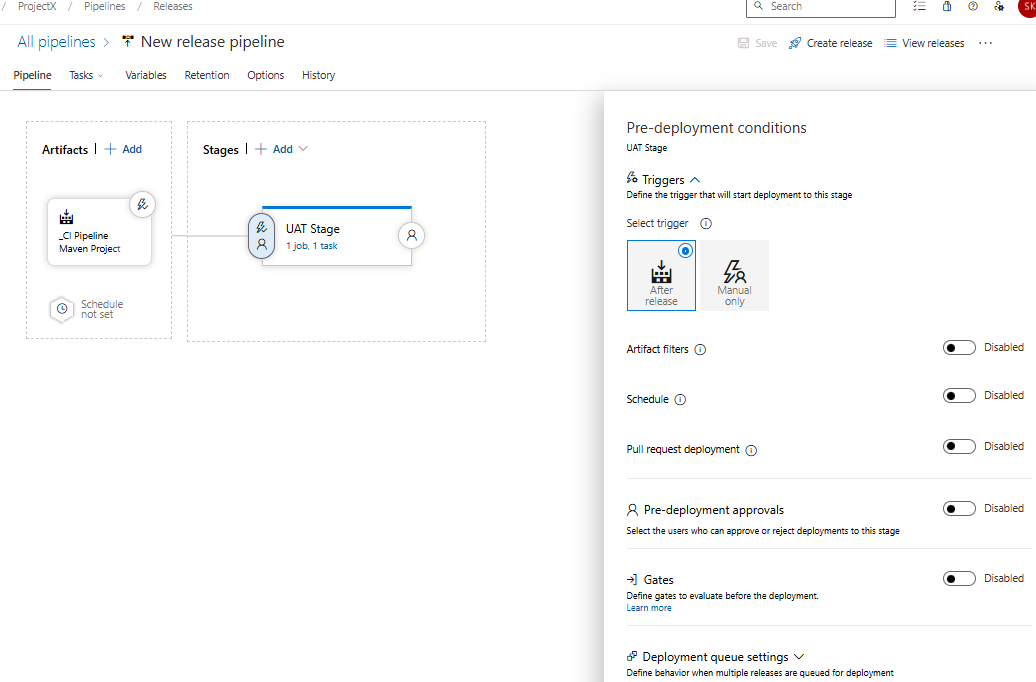 / ProjectX / Pipelines / Releases
Search
SK
All pipelines > New release pipeline
Save Create release View releases ...
Pipeline Tasks Variables Retention Options History
Artifacts | + Add
Stages | + Add
_CI Pipeline
Maven Project
Schedule
not set
UAT Stage
1 job, 1 task
Pre-deployment conditions
UAT Stage
Triggers
Define the trigger that will start deployment to this stage
Select trigger
After
release
Manual
only
Artifact filters Disabled
Schedule Disabled
Pull request deployment Disabled
Pre-deployment approvals Disabled
Select the users who can approve or reject deployments to this stage
Gates Disabled
Define gates to evaluate before the deployment.
Learn more
Deployment queue settings
Define behavior when multiple releases are queued for deployment